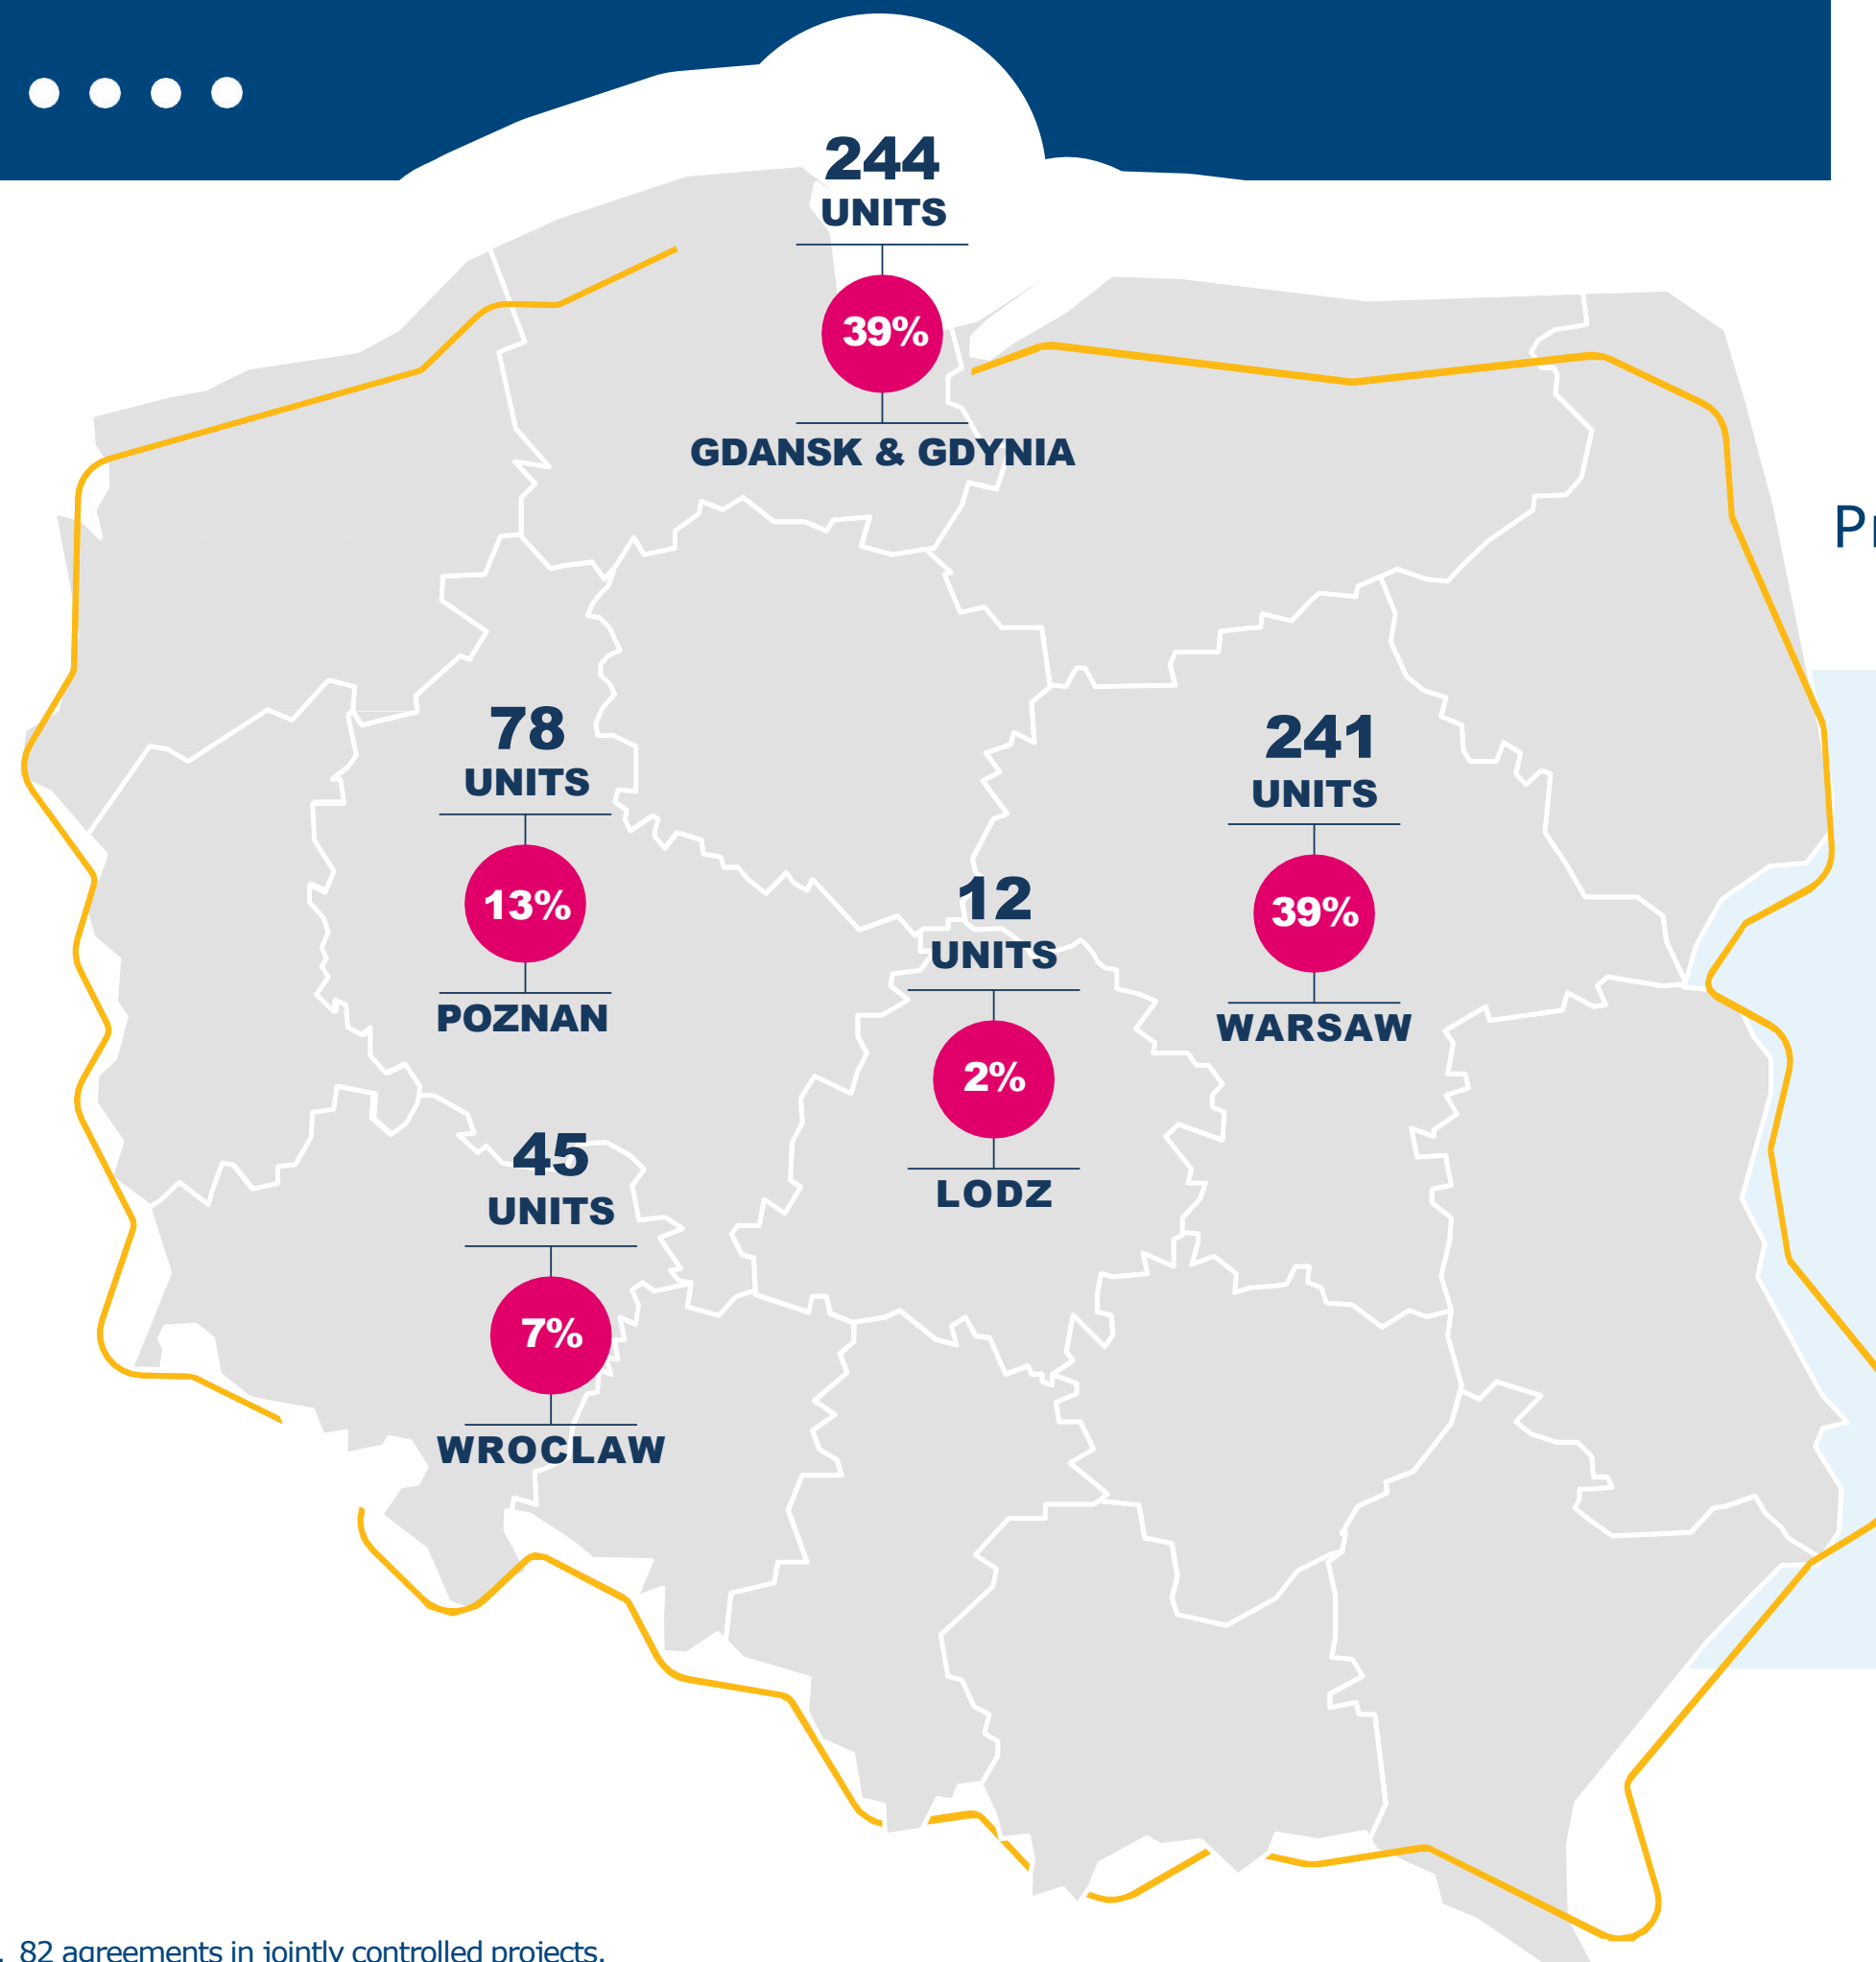 244
UNITS
39%
GDANSK & GDYNIA
78
UNITS
13%
POZNAN
241
UNITS
39%
WARSAW
12
UNITS
2%
LODZ
45
UNITS
7%
WROCLAW
. 82 agreements in jointly controlled projects.